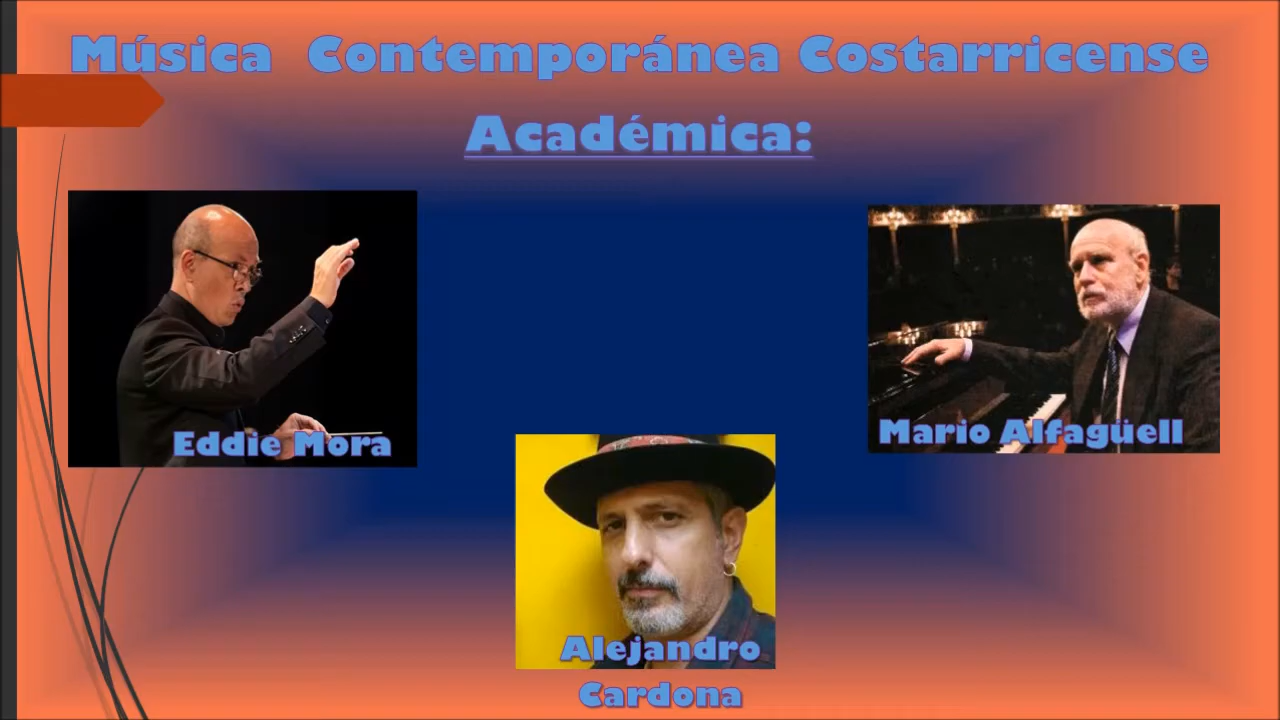 Música Contemporánea Costarricense
Académica:
Eddie Mora
Mario Alfagüell
Alejandro
Cardona